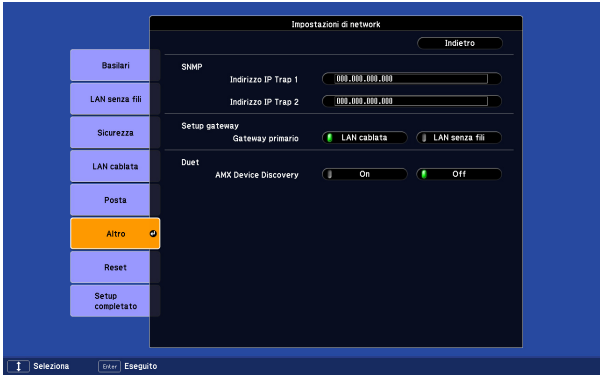 Impostazioni di network
Indietro
Basilari
LAN senza fili
Sicurezza
LAN cablata
Posta
Altro
Reset
Setup
completato
SNMP
Indirizzo IP Trap 1 000.000.000.000
Indirizzo IP Trap 2 000.000.000.000
Setup gateway
Gateway primario LAN cablata LAN senza fili
Duet
AMX Device Discovery On Off
Seleziona Enter Eseguito